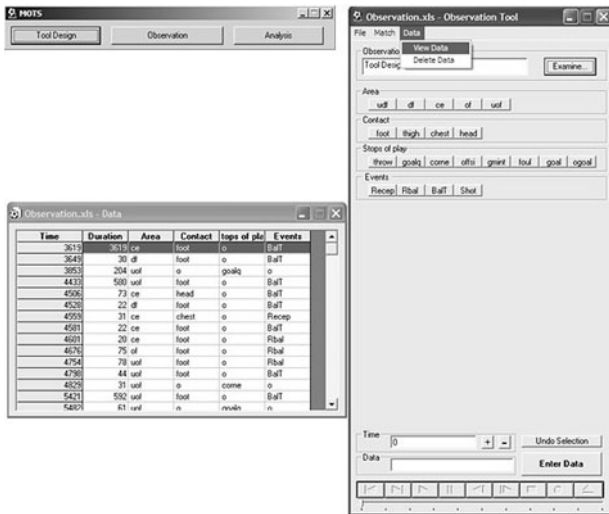 MOTS
Tool Design Observation Analysis
Observation.xls - Observation Tool
File Match Data
View Data
Delete Data
Observatio
Tool Desig
Examine...
Area
udf df ce of uof
Contact
foot thigh chest head
Stops of play
throw goalq corne offsi gmint foul goal ogoal
Events
Recep Rbal BalT Shot
Observation.xls - Data
Time Duration Area Contact tops of pla Events
3619 3619 ce foot o BalT
3649 30 df foot o BalT
3853 204 uof o goalq o
4433 580 uof foot o BalT
4506 73 ce head o BalT
4528 22 df foot o BalT
4559 31 ce chest o Recep
4581 22 ce foot o BalT
4601 20 ce foot o Rbal
4676 75 of foot o Rbal
4754 78 uof foot o Rbal
4798 44 uof foot o BalT
4829 31 uof o corne o
5421 592 uof foot o BalT
5482 61 uof o goalq o
Time
0
+ -
Undo Selection
Data
Enter Data